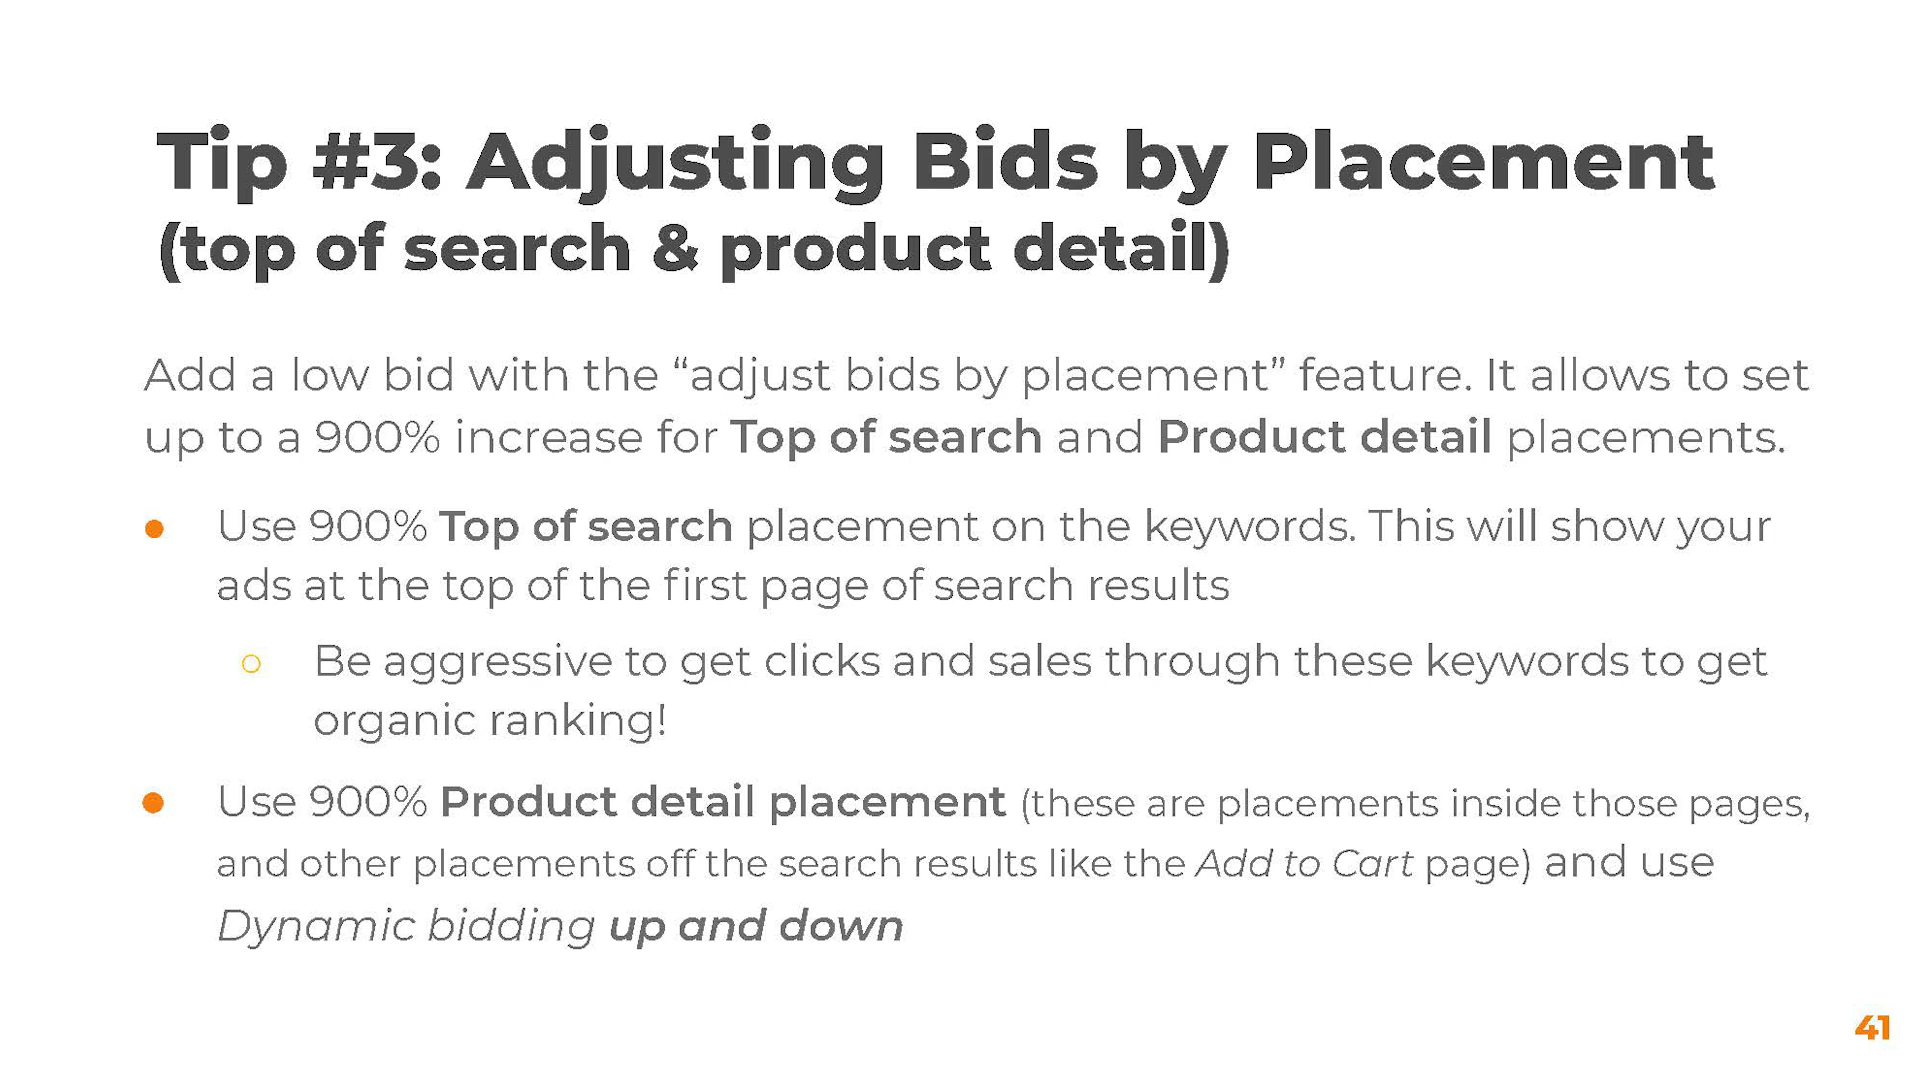 Tip #3: Adjusting Bids by Placement
(top of search & product detail)
Add a low bid with the “adjust bids by placement” feature. It allows to set
up to a 900% increase for Top of search and Product detail placements.
● Use 900% Top of search placement on the keywords. This will show your
ads at the top of the first page of search results
○ Be aggressive to get clicks and sales through these keywords to get
organic ranking!
● Use 900% Product detail placement (these are placements inside those pages,
and other placements off the search results like the Add to Cart page) and use
Dynamic bidding up and down
41